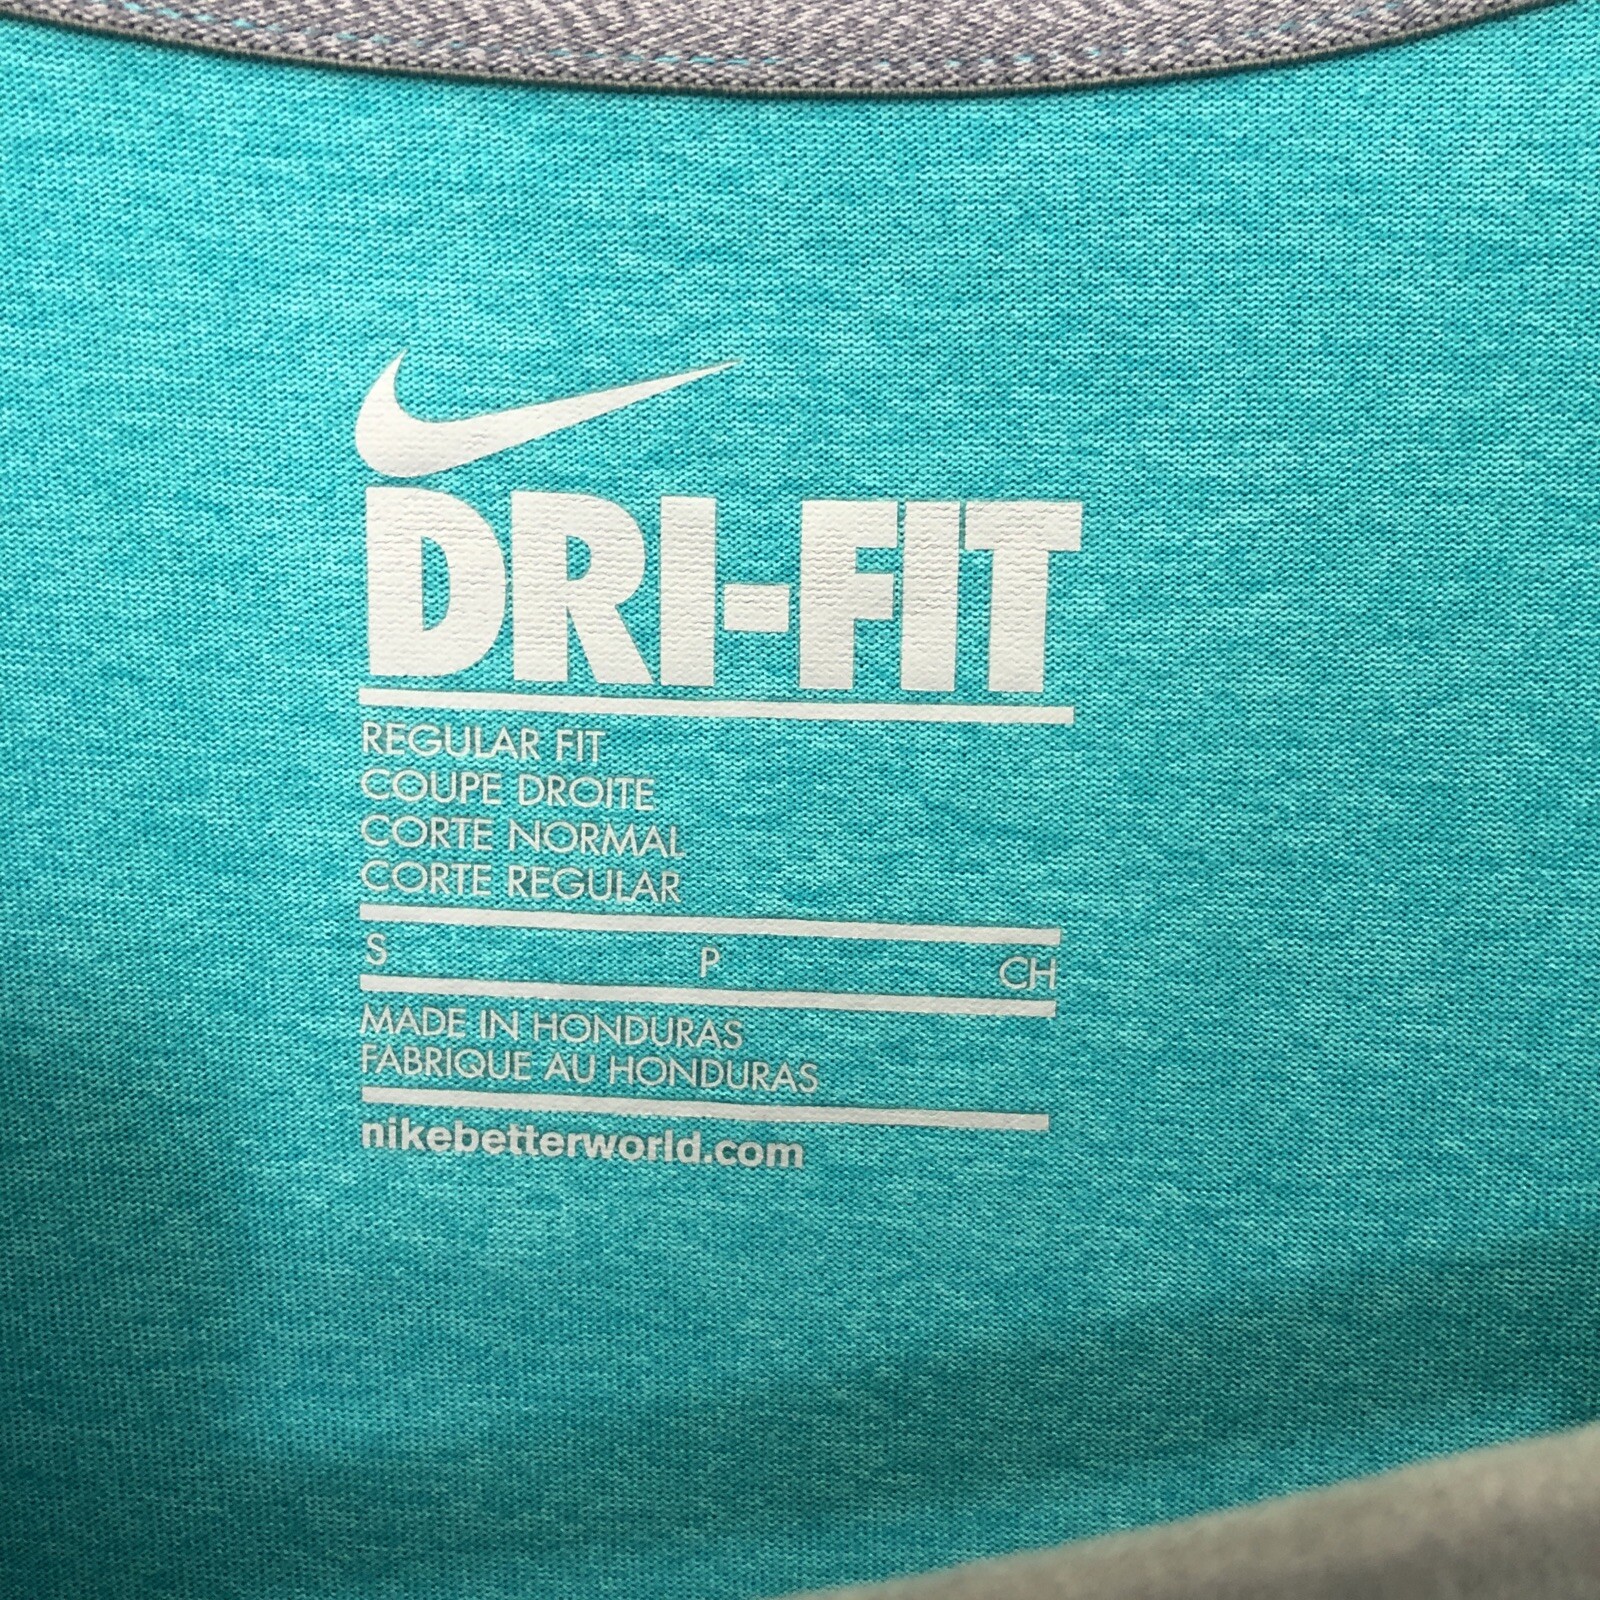 DRI-FIT
REGULAR FIT
COUPE DROITE
CORTE NORMAL
CORTE REGULAR
S P CH
MADE IN HONDURAS
FABRIQUE AU HONDURAS
nikebetterworld.com